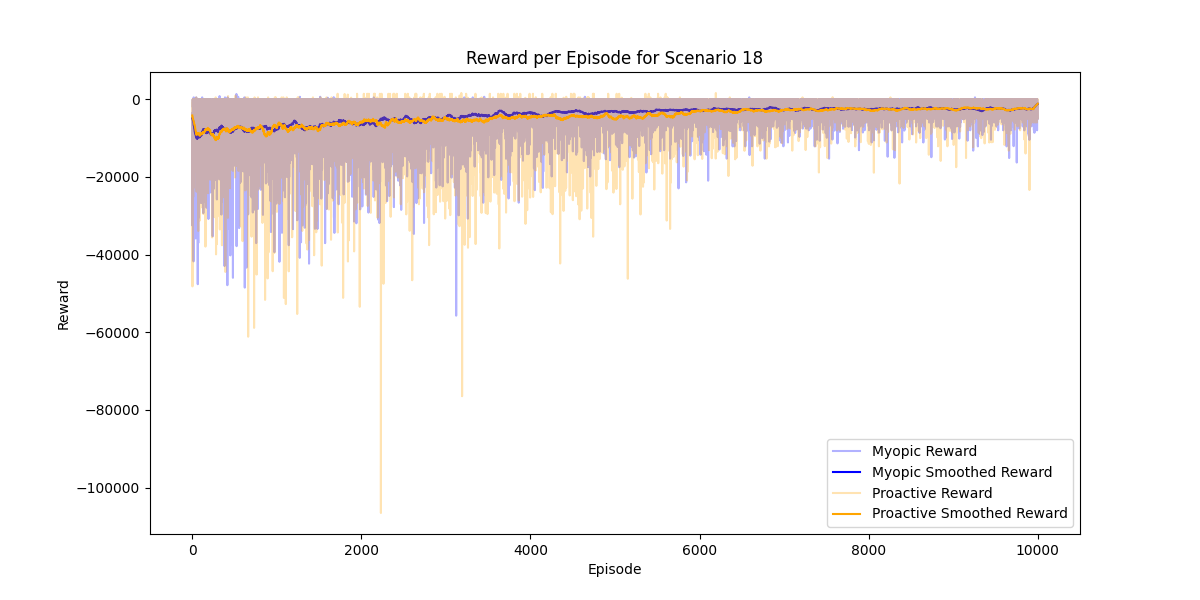 Reward per Episode for Scenario 18
0
−20000
−40000
−60000
−80000
−100000
Reward
0
2000
4000
6000
8000
10000
Episode
Myopic Reward
Myopic Smoothed Reward
Proactive Reward
Proactive Smoothed Reward